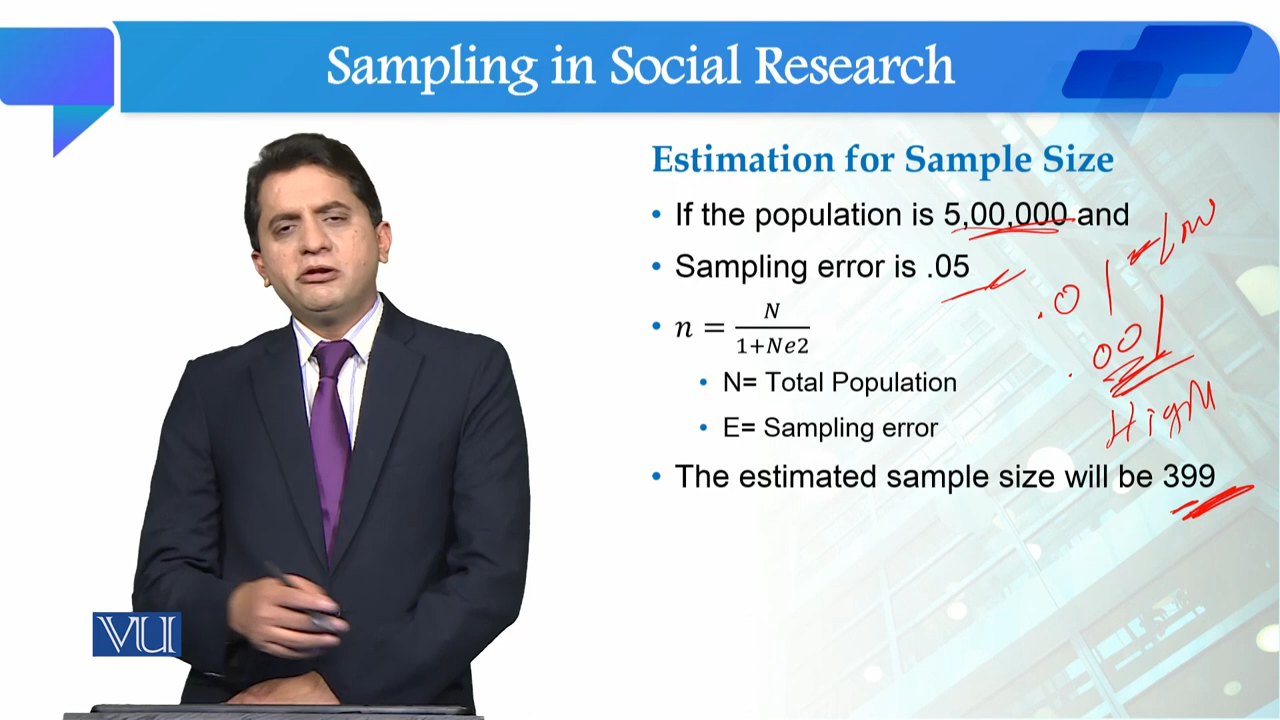 Sampling in Social Research
Estimation for Sample Size
• If the population is 5,00,000 and
• Sampling error is .05
• n = N
1+Ne2
• N= Total Population
• E= Sampling error
• The estimated sample size will be 399
.01 Low
.001
High
VU